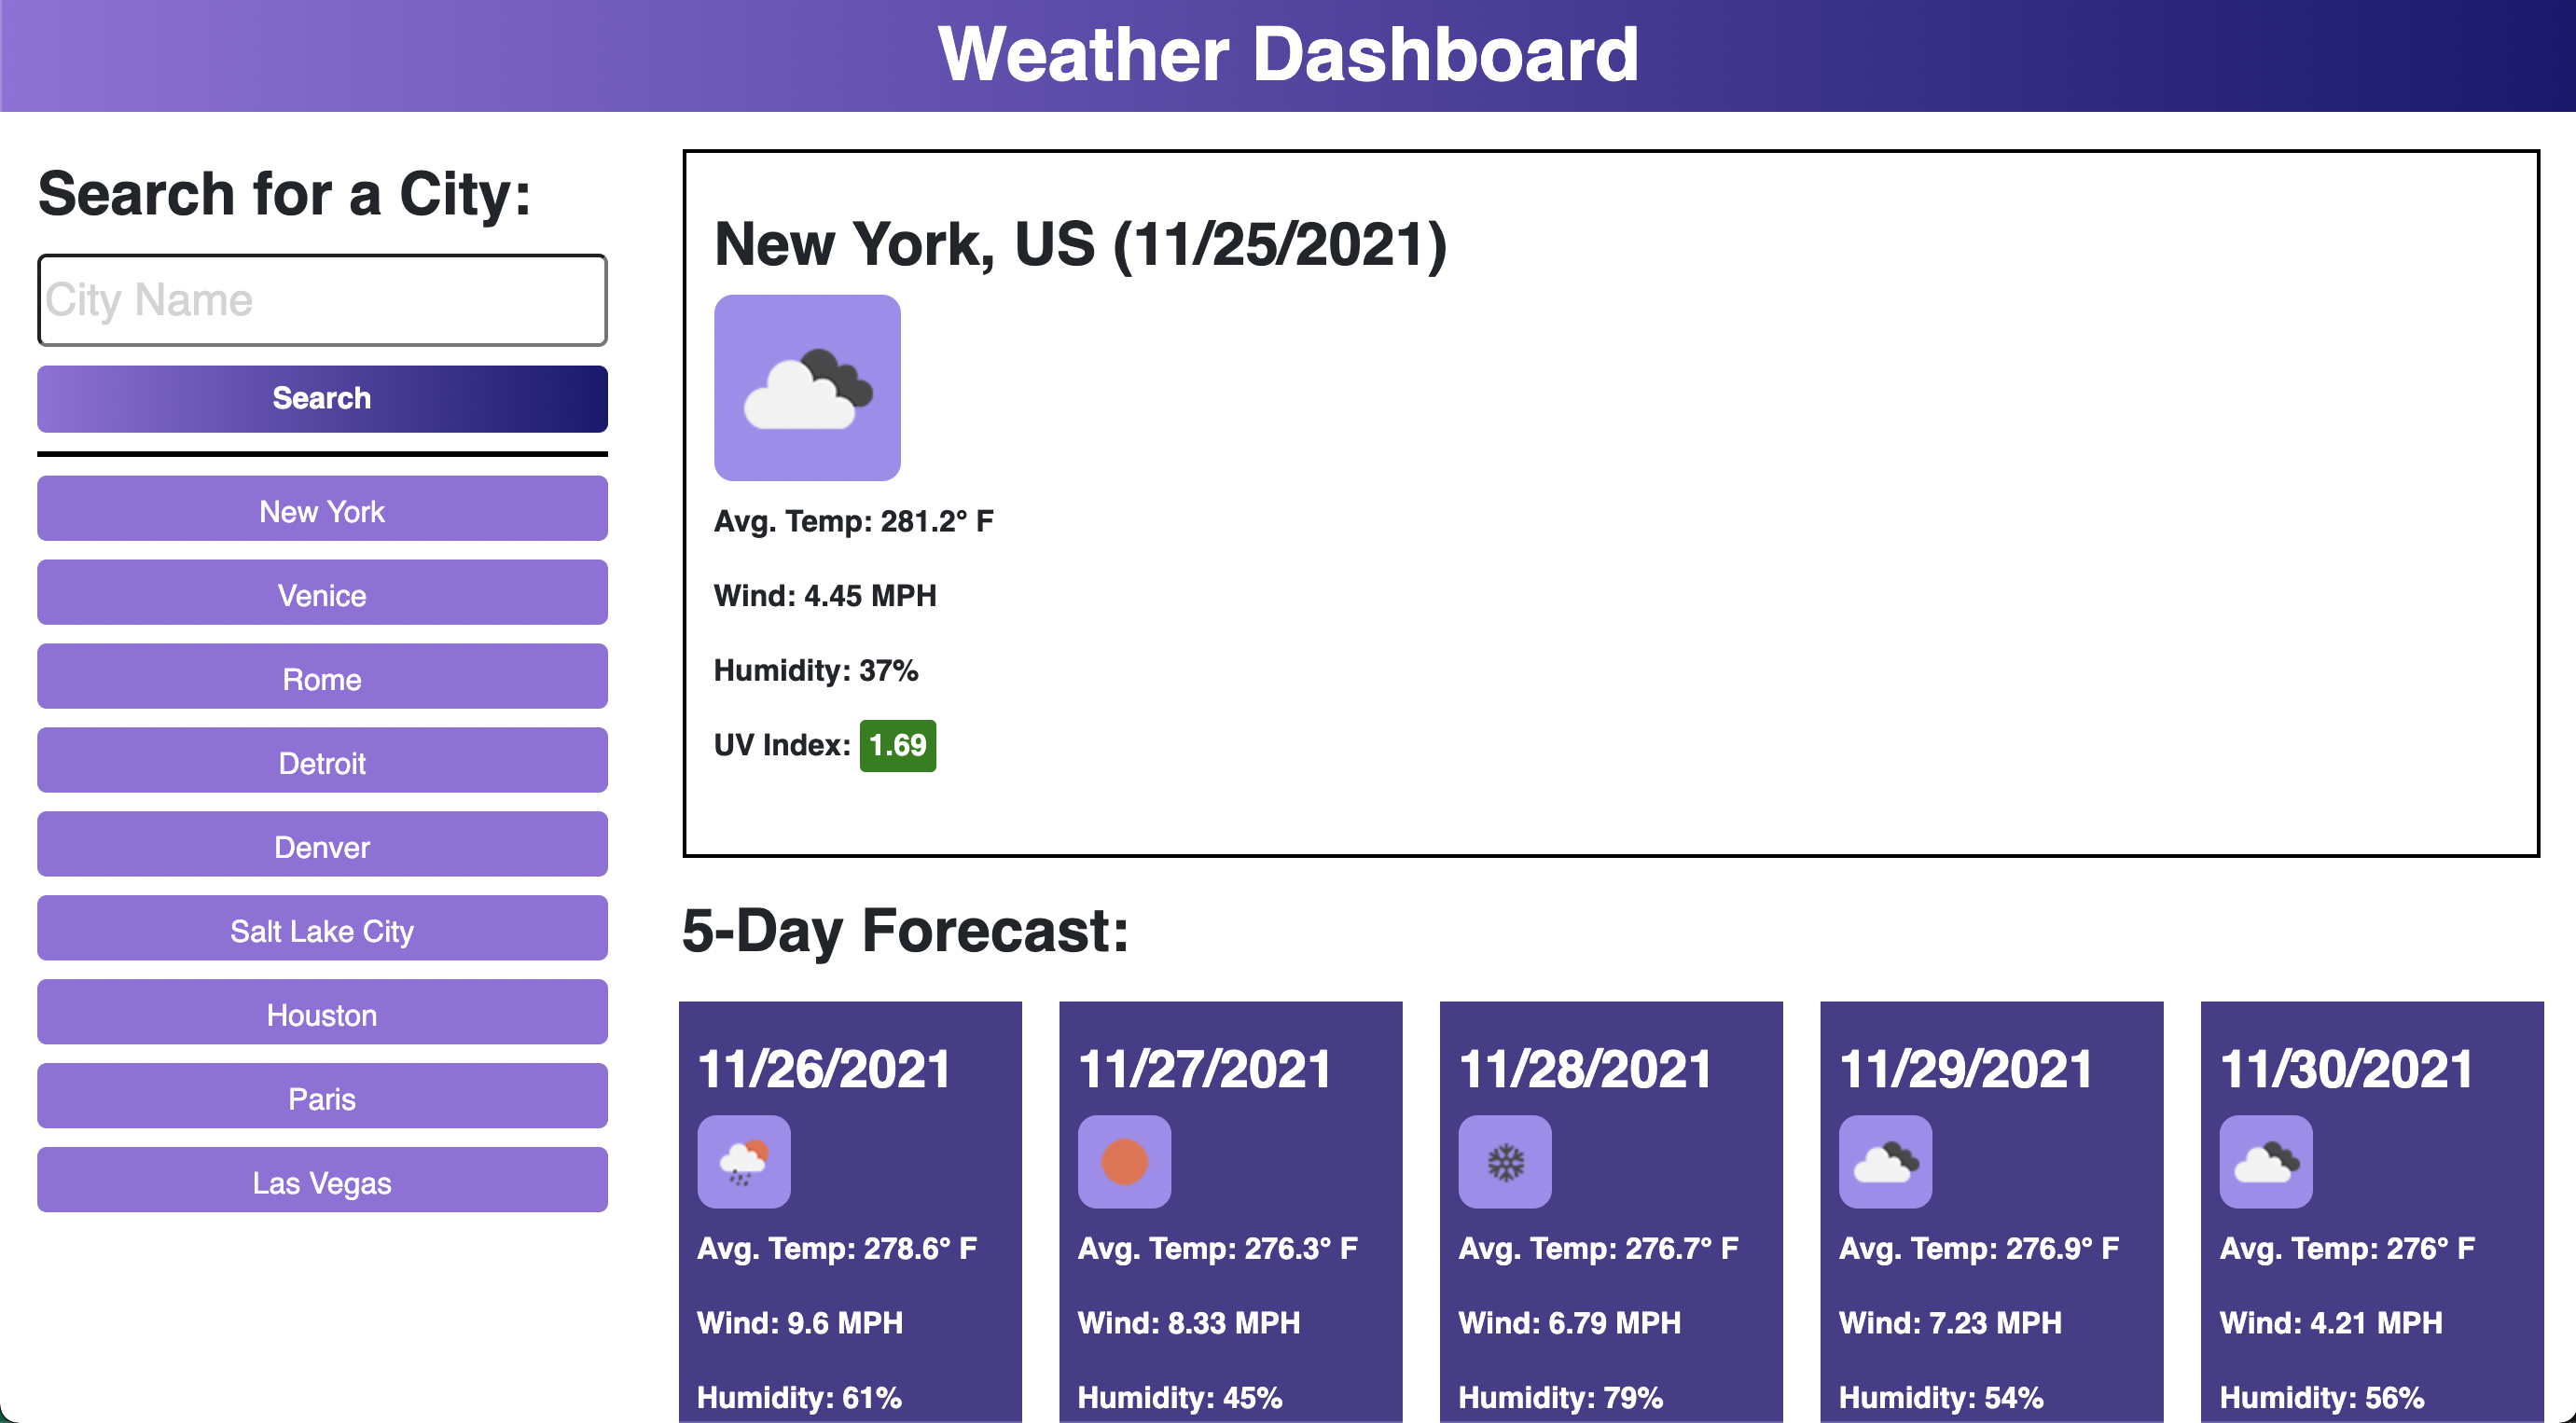 Weather Dashboard
Search for a City:
City Name
Search
New York
Venice
Rome
Detroit
Denver
Salt Lake City
Houston
Paris
Las Vegas
New York, US (11/25/2021)
Avg. Temp: 281.2° F
Wind: 4.45 MPH
Humidity: 37%
UV Index: 1.69
5-Day Forecast:
11/26/2021
Avg. Temp: 278.6° F
Wind: 9.6 MPH
Humidity: 61%
11/27/2021
Avg. Temp: 276.3° F
Wind: 8.33 MPH
Humidity: 45%
11/28/2021
Avg. Temp: 276.7° F
Wind: 6.79 MPH
Humidity: 79%
11/29/2021
Avg. Temp: 276.9° F
Wind: 7.23 MPH
Humidity: 54%
11/30/2021
Avg. Temp: 276° F
Wind: 4.21 MPH
Humidity: 56%